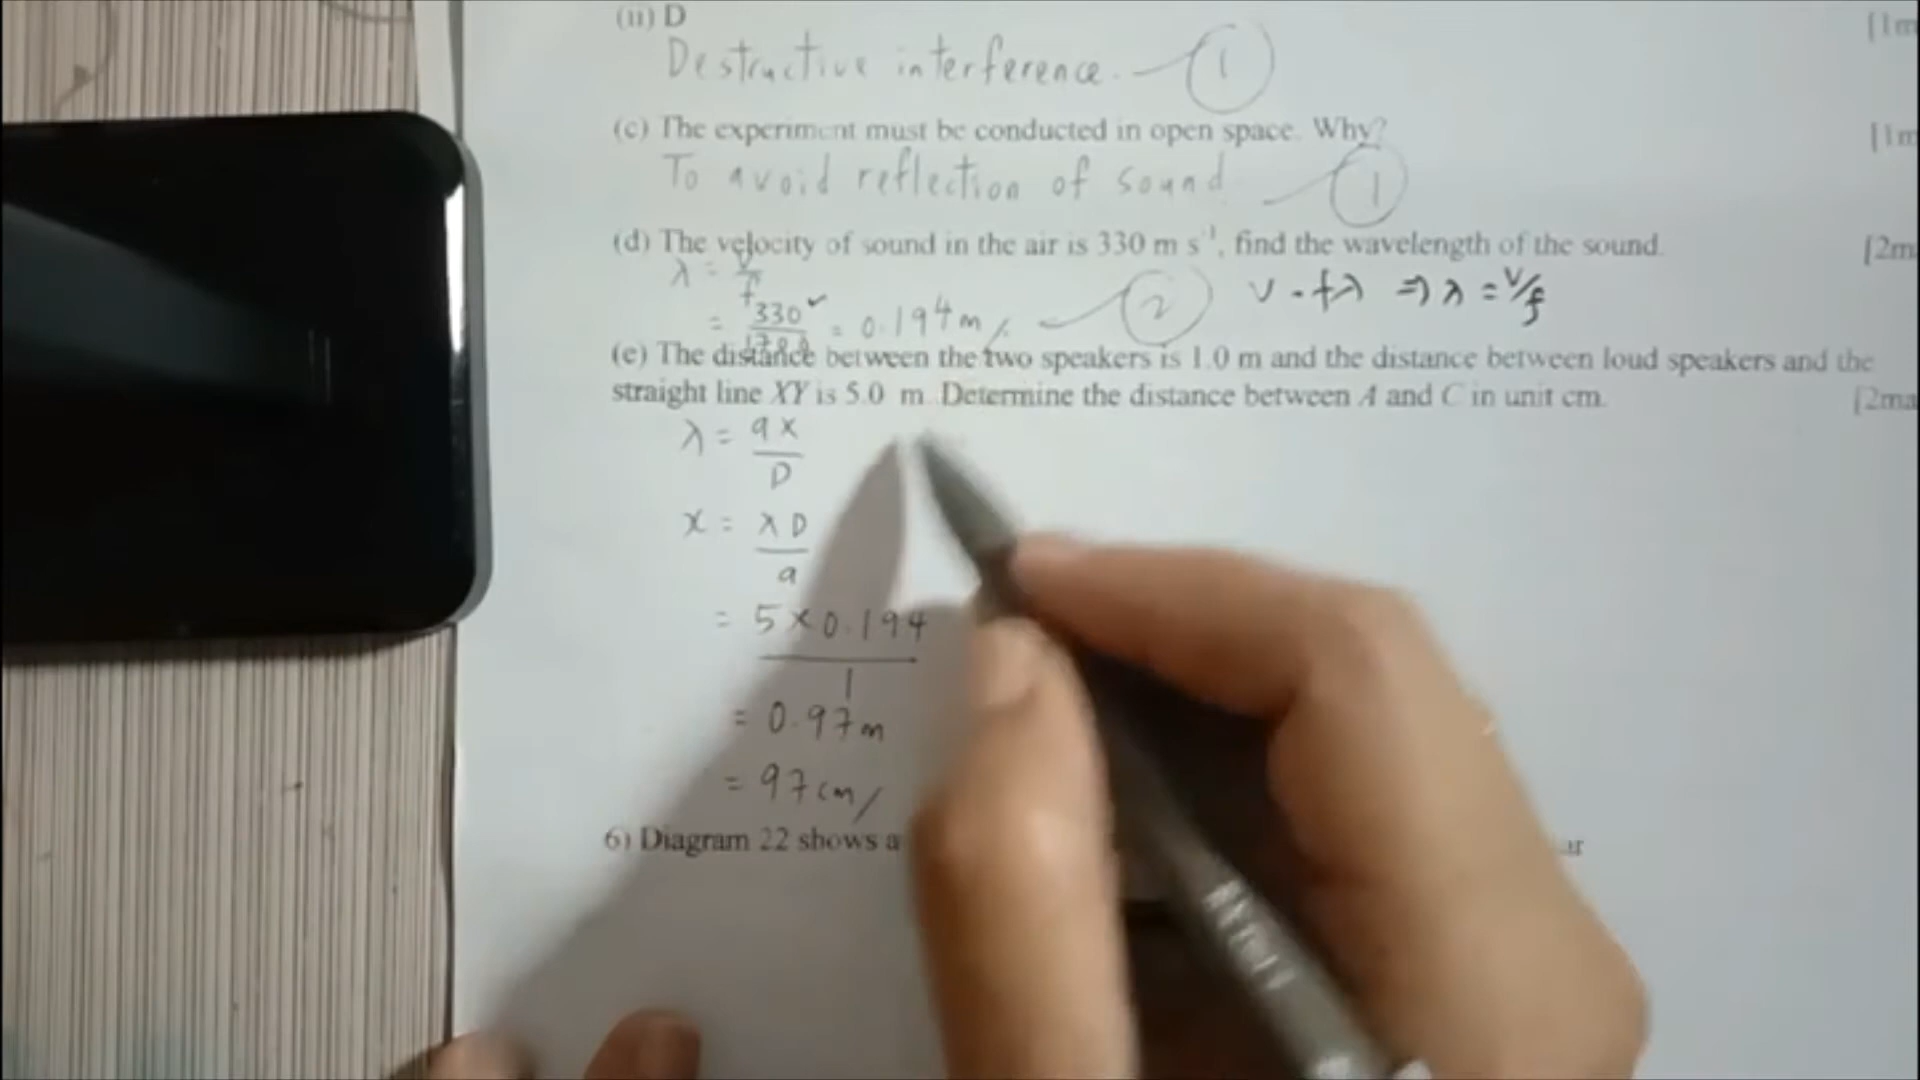 (ii) D [1m
Destructive interference. 1
(c) The experiment must be conducted in open space. Why? [1m
To avoid reflection of sound 1
(d) The velocity of sound in the air is 330 m s⁻¹, find the wavelength of the sound. [2m
λ = v/f
= 330/1700 = 0.194m 2 v = fλ ⇒ λ = v/f
(e) The distance between the two speakers is 1.0 m and the distance between loud speakers and the
straight line XY is 5.0 m. Determine the distance between A and C in unit cm. [2ma
λ = ax/D
x = λD/a
= 5 × 0.194/1
= 0.97m
= 97cm/
6) Diagram 22 shows a